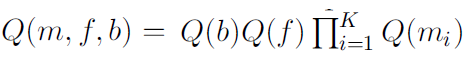 Q(m, f, b) = Q(b)Q(f) ∏_{i=1}^{K} Q(m_i)